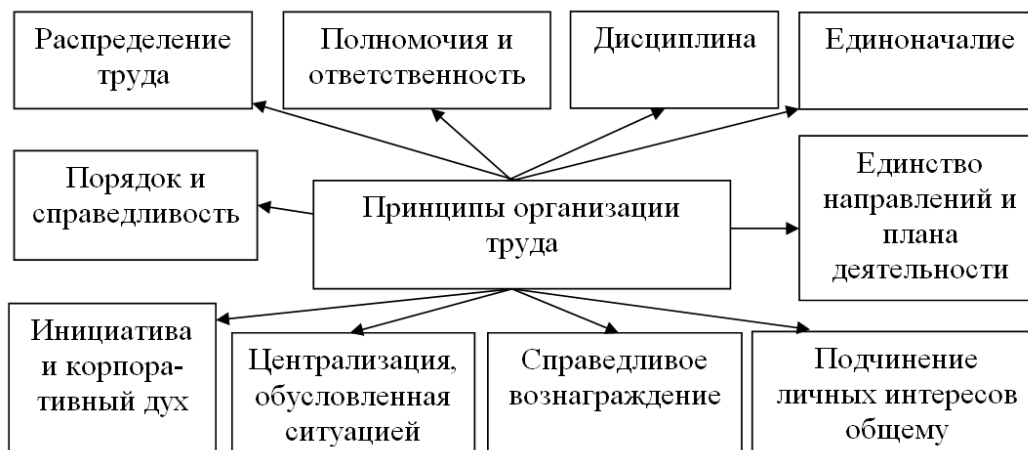 Распределение
труда
Полномочия и
ответственность
Дисциплина
Единоначалие
Порядок и
справедливость
Принципы организации
труда
Единство
направлений и
плана
деятельности
Инициатива
и корпора-
тивный дух
Централизация,
обусловленная
ситуацией
Справедливое
вознаграждение
Подчинение
личных интересов
общему